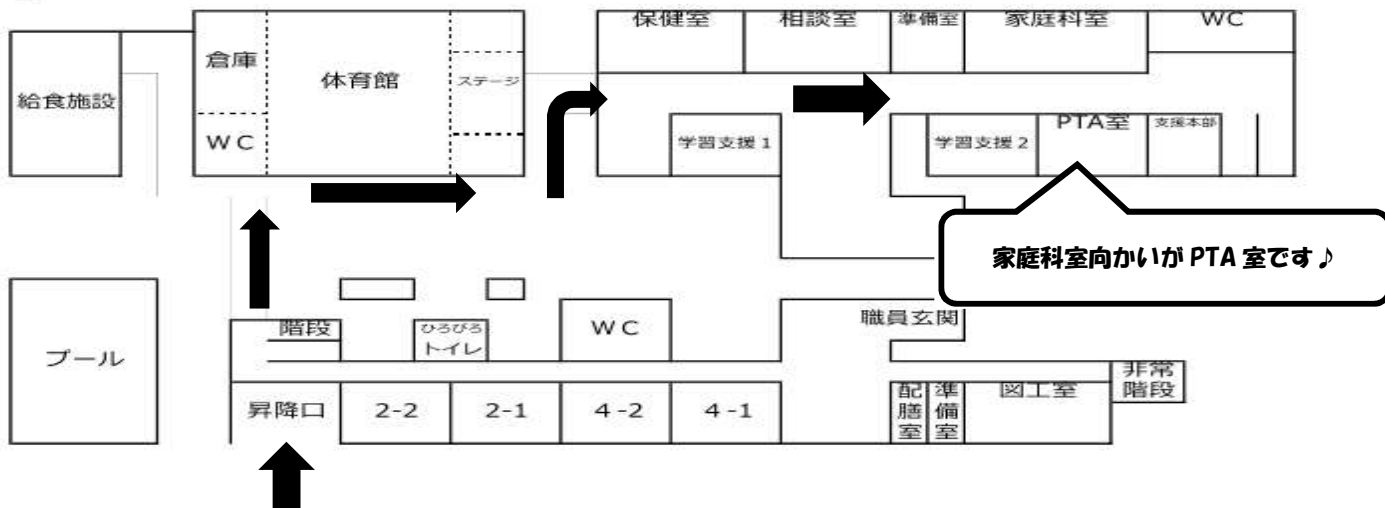 保健室
相談室
準備室
家庭科室
WC
倉庫
体育館
ステージ
給食施設
WC
学習支援1
学習支援2
PTA室
支援本部
家庭科室向かいがPTA室です♪
階段
ひろびろ
トイレ
WC
職員玄関
プール
昇降口
2-2
2-1
4-2
4-1
配膳室
準備室
図工室
非常
階段